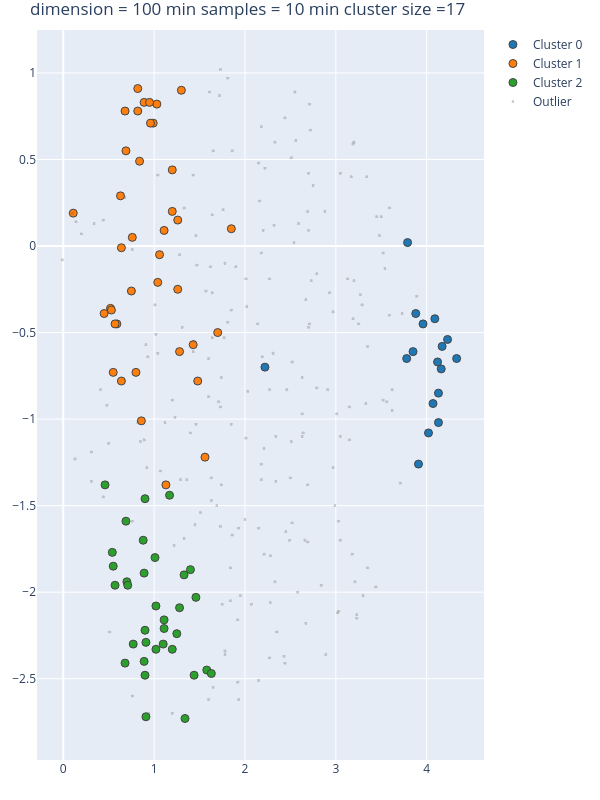 dimension = 100 min samples = 10 min cluster size =17
Cluster 0
Cluster 1
Cluster 2
Outlier
1
0.5
0
−0.5
−1
−1.5
−2
−2.5
0 1 2 3 4